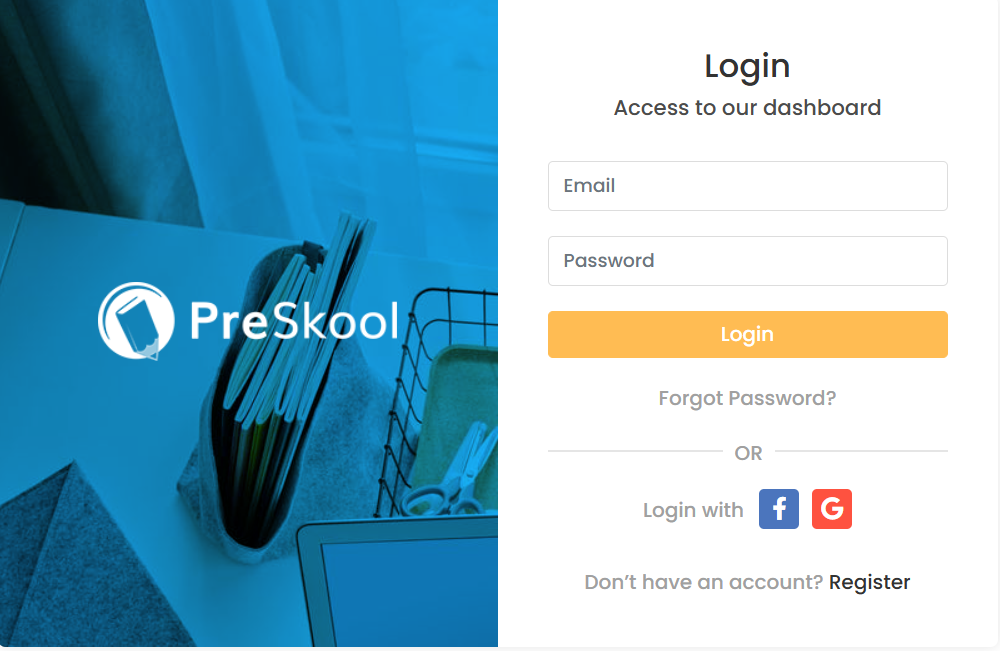 PreSkool
Login
Access to our dashboard
Email
Password
Login
Forgot Password?
OR
Login with
Don’t have an account? Register